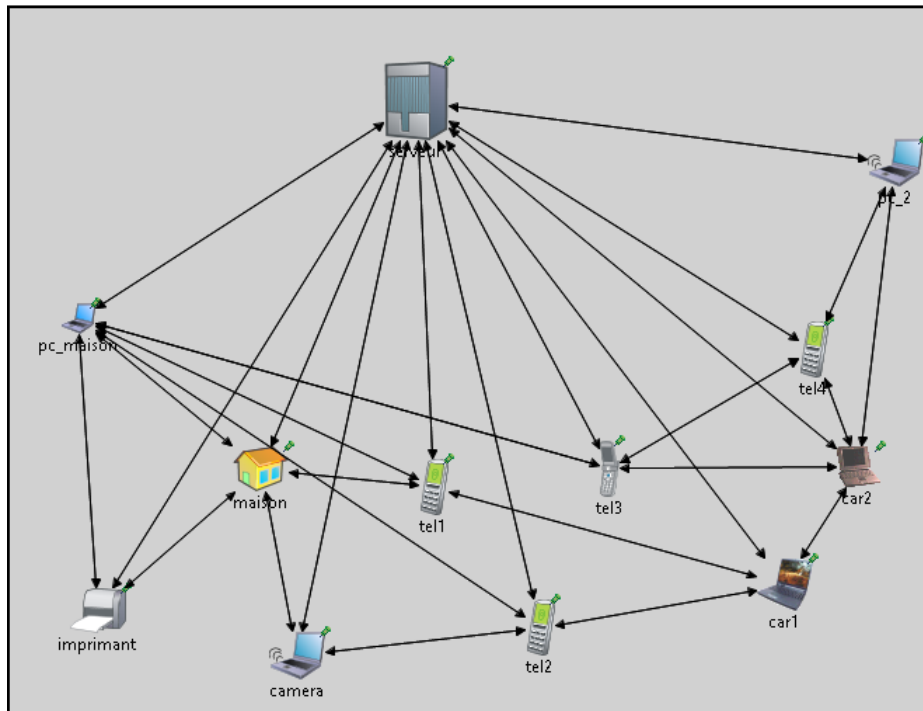 serveur
pc_2
pc_maison
tel4
maison
tel1
tel3
car2
imprimant
camera
tel2
car1